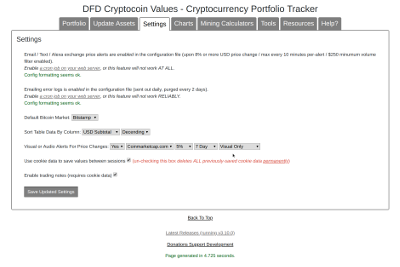 DFD Cryptocoin Values - Cryptocurrency Portfolio Tracker
Portfolio Update Assets Settings Charts Mining Calculators Tools Resources Help?
Settings
Email / Text / Alexa exchange price alerts are enabled in the configuration file (upon 8% or more USD price change / max every 10 minutes per-alert / $250 minimum volume
filter enabled).
Enable a cron job on your web server, or this feature will not work AT ALL.
Config formatting seems ok.
Emailing error logs is enabled in the configuration file (sent out daily, purged every 2 days).
Enable a cron job on your web server, or this feature will not work RELIABLY.
Config formatting seems ok.
Default Bitcoin Market: Bitstamp
Sort Table Data By Column: USD Subtotal Decending
Visual or Audio Alerts For Price Changes: Yes Coinmarketcap.com 5% 7 Day Visual Only
Use cookie data to save values between sessions (un-checking this box deletes ALL previously-saved cookie data permanently)
Enable trading notes (requires cookie data)
Save Updated Settings
Back To Top
Latest Releases (running v3.10.0)
Donations Support Development
Page generated in 4.721 seconds.